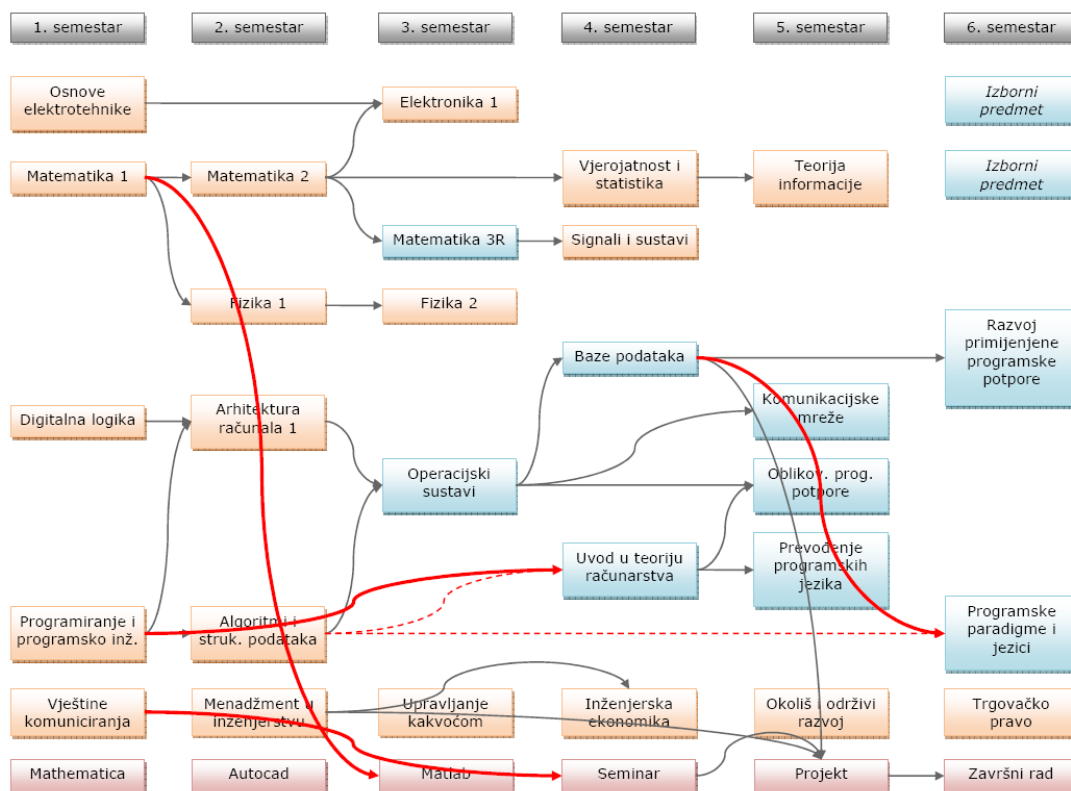 1. semestar
2. semestar
3. semestar
4. semestar
5. semestar
6. semestar
Osnove
elektrotehnike
Elektronika 1
Izborni
predmet
Matematika 1
Matematika 2
Vjerojatnost i
statistika
Teorija
informacije
Izborni
predmet
Matematika 3R
Signali i sustavi
Fizika 1
Fizika 2
Baze podataka
Razvoj
primijenjene
programske
potpore
Digitalna logika
Arhitektura
računala 1
Komunikacijske
mreže
Operacijski
sustavi
Oblikov. prog.
potpore
Uvod u teoriju
računarstva
Prevođenje
programskih
jezika
Programiranje i
programsko inž.
Algoritmi i
struk. podataka
Programske
paradigme i
jezici
Vještine
komuniciranja
Menadžment u
inženjerstvu
Upravljanje
kakvoćom
Inženjerska
ekonomika
Okoliš i održivi
razvoj
Trgovačko
pravo
Mathematica
Autocad
Matlab
Seminar
Projekt
Završni rad